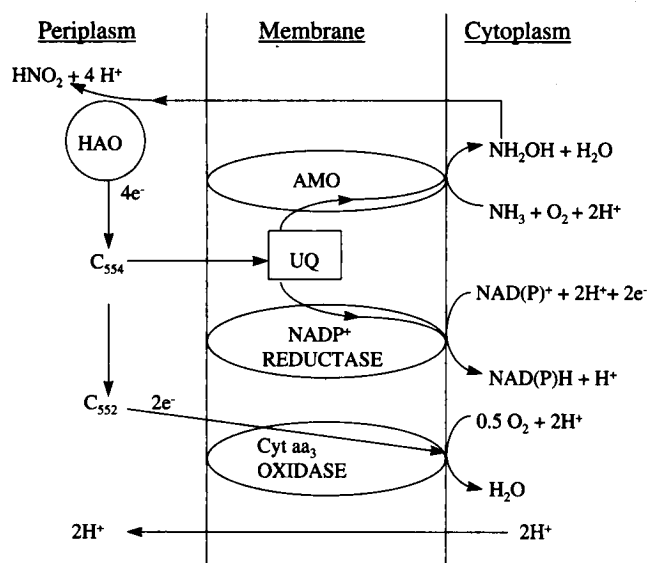 Periplasm Membrane Cytoplasm
HNO₂ + 4 H⁺
HAO
NH₂OH + H₂O
AMO
4e⁻
NH₃ + O₂ + 2H⁺
C₅₅₄
UQ
NAD(P)⁺ + 2H⁺ + 2e⁻
NADP⁺
REDUCTASE
NAD(P)H + H⁺
C₅₅₂
2e⁻
0.5 O₂ + 2H⁺
Cyt aa₃
OXIDASE
H₂O
2H⁺ 2H⁺